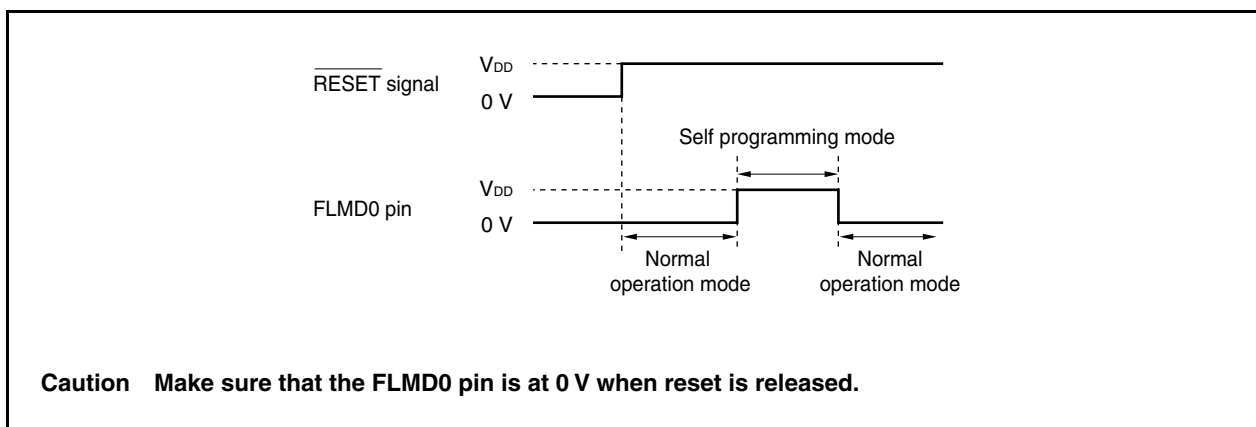 RESET signal
VDD
0 V
Self programming mode
FLMD0 pin
VDD
0 V
Normal
operation mode
Normal
operation mode
Caution Make sure that the FLMD0 pin is at 0 V when reset is released.